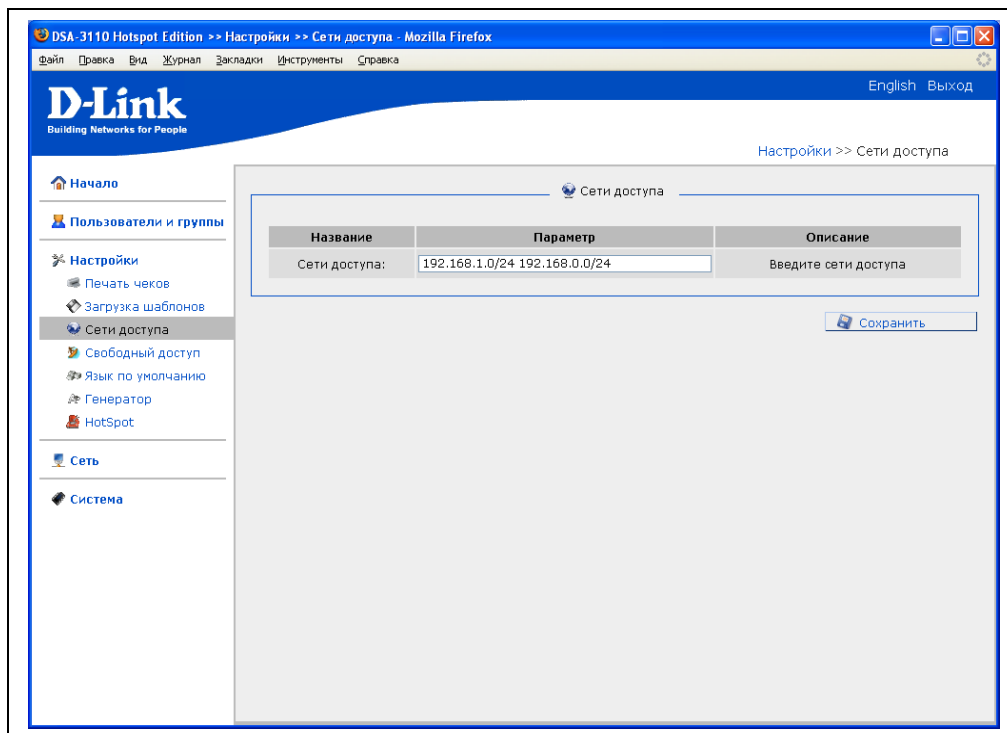 DSA-3110 Hotspot Edition >> Настройки >> Сети доступа - Mozilla Firefox
Файл Правка Вид Журнал Закладки Инструменты Справка
English Выход
D-Link
Building Networks for People
Настройки >> Сети доступа
Начало
Пользователи и группы
Настройки
Печать чеков
Загрузка шаблонов
Сети доступа
Свободный доступ
Язык по умолчанию
Генератор
HotSpot
Сеть
Система
Сети доступа
Название Параметр Описание
Сети доступа: 192.168.1.0/24 192.168.0.0/24 Введите сети доступа
Сохранить